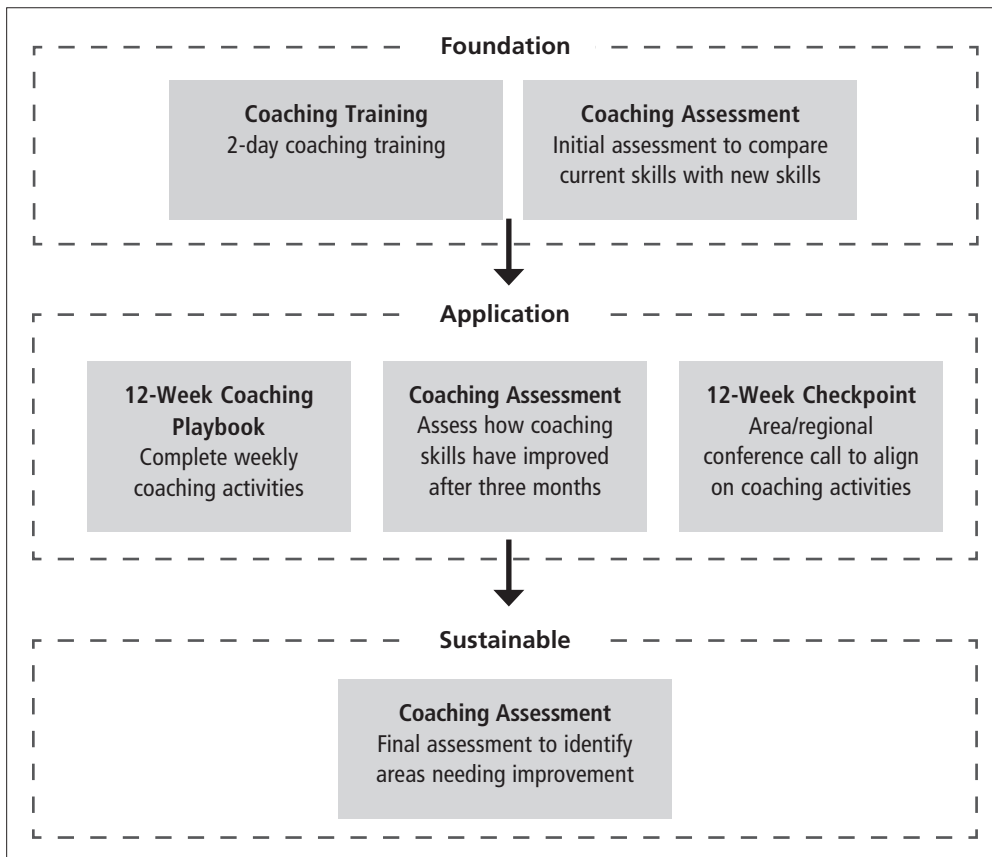 Foundation
Coaching Training
2-day coaching training
Coaching Assessment
Initial assessment to compare
current skills with new skills
Application
12-Week Coaching
Playbook
Complete weekly
coaching activities
Coaching Assessment
Assess how coaching
skills have improved
after three months
12-Week Checkpoint
Area/regional
conference call to align
on coaching activities
Sustainable
Coaching Assessment
Final assessment to identify
areas needing improvement